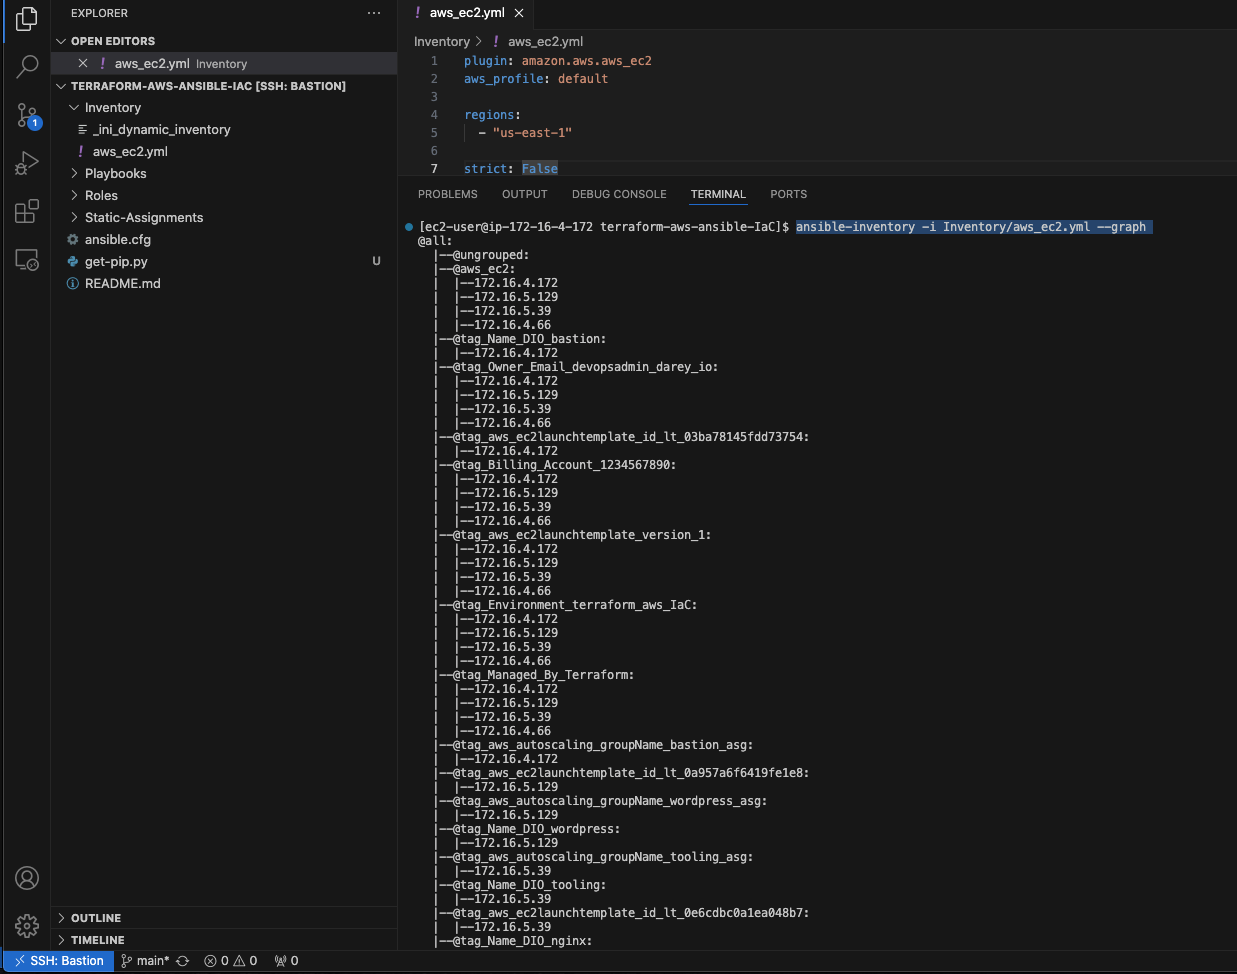 EXPLORER
OPEN EDITORS
aws_ec2.yml Inventory
TERRAFORM-AWS-ANSIBLE-IAC [SSH: BASTION]
Inventory
_ini_dynamic_inventory
! aws_ec2.yml
Playbooks
Roles
Static-Assignments
ansible.cfg
get-pip.py U
README.md
OUTLINE
TIMELINE
1
! aws_ec2.yml
Inventory > ! aws_ec2.yml
1 plugin: amazon.aws.aws_ec2
2 aws_profile: default
3
4 regions:
5 - "us-east-1"
6
7 strict: False
PROBLEMS OUTPUT DEBUG CONSOLE TERMINAL PORTS
[ec2-user@ip-172-16-4-172 terraform-aws-ansible-IaC]$ ansible-inventory -i Inventory/aws_ec2.yml --graph
@all:
|--@ungrouped:
|--@aws_ec2:
| |--172.16.4.172
| |--172.16.5.129
| |--172.16.5.39
| |--172.16.4.66
|--@tag_Name_DIO_bastion:
| |--172.16.4.172
|--@tag_Owner_Email_devopsadmin_darey_io:
| |--172.16.4.172
| |--172.16.5.129
| |--172.16.5.39
| |--172.16.4.66
|--@tag_aws_ec2launchtemplate_id_lt_03ba78145fdd73754:
| |--172.16.4.172
|--@tag_Billing_Account_1234567890:
| |--172.16.4.172
| |--172.16.5.129
| |--172.16.5.39
| |--172.16.4.66
|--@tag_aws_ec2launchtemplate_version_1:
| |--172.16.4.172
| |--172.16.5.129
| |--172.16.5.39
| |--172.16.4.66
|--@tag_Environment_terraform_aws_IaC:
| |--172.16.4.172
| |--172.16.5.129
| |--172.16.5.39
| |--172.16.4.66
|--@tag_Managed_By_Terraform:
| |--172.16.4.172
| |--172.16.5.129
| |--172.16.5.39
| |--172.16.4.66
|--@tag_aws_autoscaling_groupName_bastion_asg:
| |--172.16.4.172
|--@tag_aws_ec2launchtemplate_id_lt_0a957a6f6419fe1e8:
| |--172.16.5.129
|--@tag_aws_autoscaling_groupName_wordpress_asg:
| |--172.16.5.129
|--@tag_Name_DIO_wordpress:
| |--172.16.5.129
|--@tag_aws_autoscaling_groupName_tooling_asg:
| |--172.16.5.39
|--@tag_Name_DIO_tooling:
| |--172.16.5.39
|--@tag_aws_ec2launchtemplate_id_lt_0e6cdbc0a1ea048b7:
| |--172.16.5.39
|--@tag_Name_DIO_nginx:
SSH: Bastion main* 0 0 0